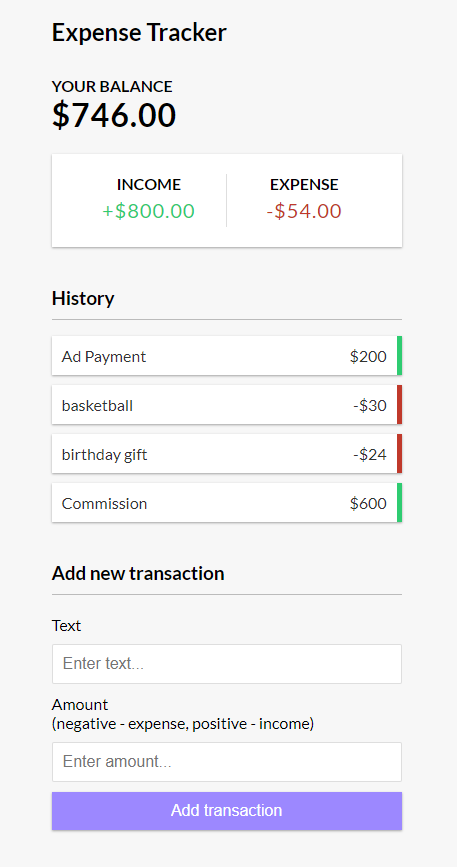 Expense Tracker
YOUR BALANCE
$746.00
INCOME EXPENSE
+$800.00 -$54.00
History
Ad Payment $200
basketball -$30
birthday gift -$24
Commission $600
Add new transaction
Text
Enter text...
Amount
(negative - expense, positive - income)
Enter amount...
Add transaction